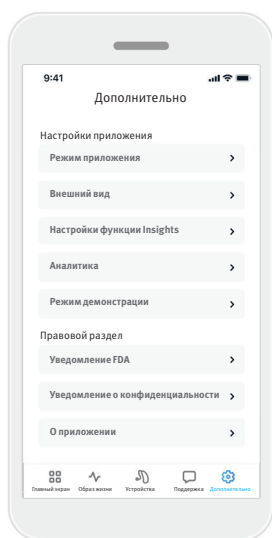 9:41
Дополнительно
Настройки приложения
Режим приложения
Внешний вид
Настройки функции Insights
Аналитика
Режим демонстрации
Правовой раздел
Уведомление FDA
Уведомление о конфиденциальности
О приложении
Главный экран Образ жизни Устройства Поддержка Дополнительно